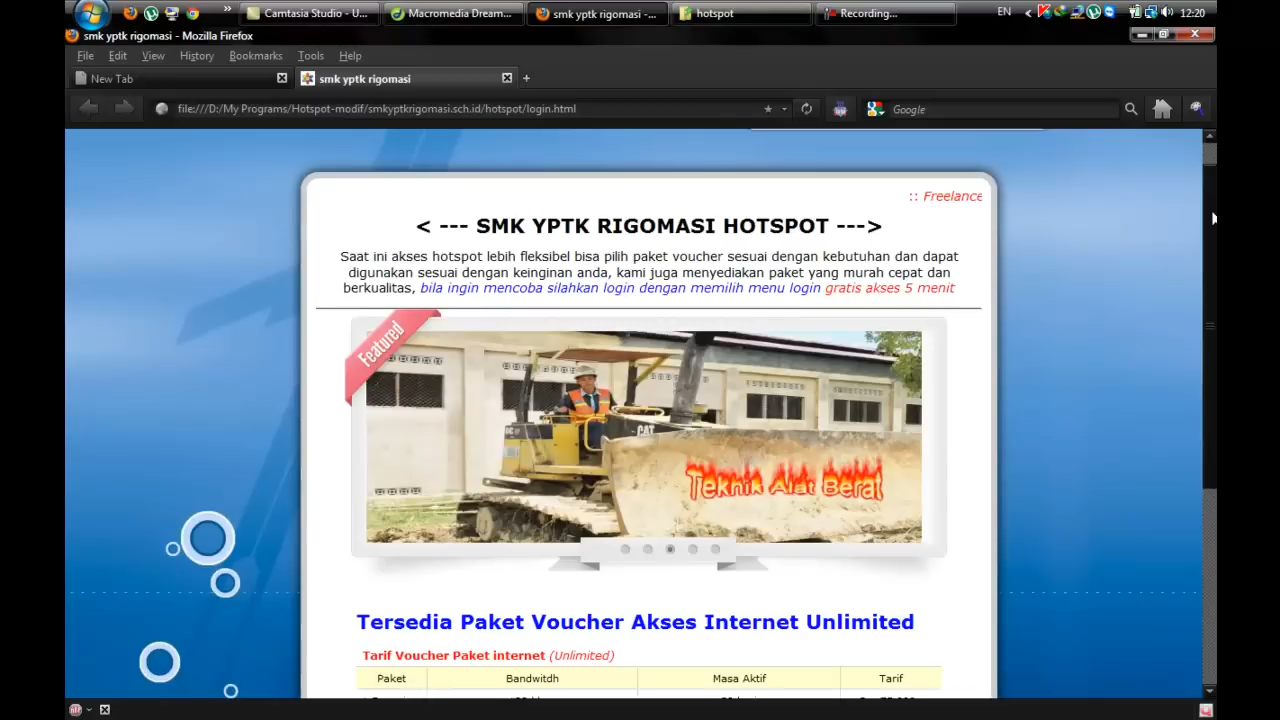 Camtasia Studio - U...
Macromedia Dream...
smk yptk rigomasi -...
hotspot
Recording...
EN
12:20
smk yptk rigomasi - Mozilla Firefox
File Edit View History Bookmarks Tools Help
New Tab
smk yptk rigomasi
file:///D:/My Programs/Hotspot-modif/smkyptkrigomasi.sch.id/hotspot/login.html
Google
:: Freelance
< --- SMK YPTK RIGOMASI HOTSPOT --->
Saat ini akses hotspot lebih fleksibel bisa pilih paket voucher sesuai dengan kebutuhan dan dapat
digunakan sesuai dengan keinginan anda, kami juga menyediakan paket yang murah cepat dan
berkualitas, bila ingin mencoba silahkan login dengan memilih menu login gratis akses 5 menit
Featured
CAT
Teknik Alat Berat
Tersedia Paket Voucher Akses Internet Unlimited
Tarif Voucher Paket internet (Unlimited)
Paket Bandwitdh Masa Aktif Tarif